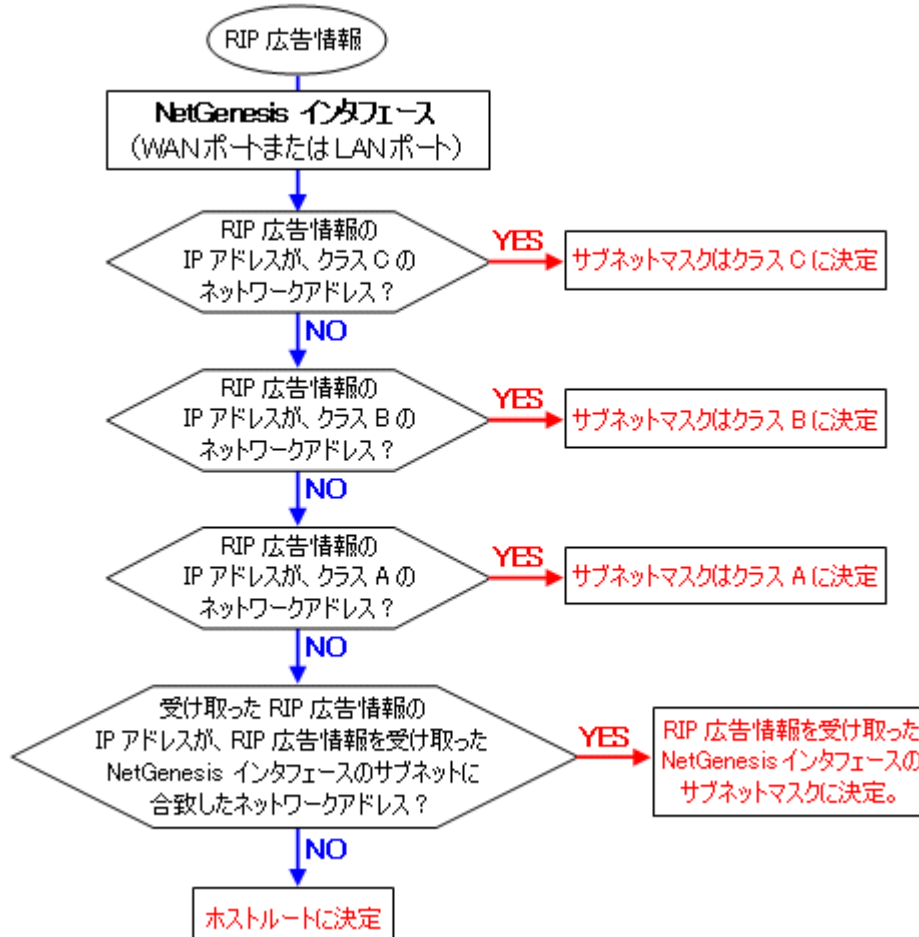 RIP 広告情報
NetGenesis インタフェース
(WANポートまたはLANポート)
RIP 広告情報の
IP アドレスが、クラス C の
ネットワークアドレス？
YES
サブネットマスクはクラス C に決定
NO
RIP 広告情報の
IP アドレスが、クラス B の
ネットワークアドレス？
YES
サブネットマスクはクラス B に決定
NO
RIP 広告情報の
IP アドレスが、クラス A の
ネットワークアドレス？
YES
サブネットマスクはクラス A に決定
NO
受け取った RIP 広告情報の
IP アドレスが、RIP 広告情報を受け取った
NetGenesis インタフェースのサブネットに
合致したネットワークアドレス？
YES
RIP 広告情報を受け取った
NetGenesisインタフェースの
サブネットマスクに決定。
NO
ホストルートに決定